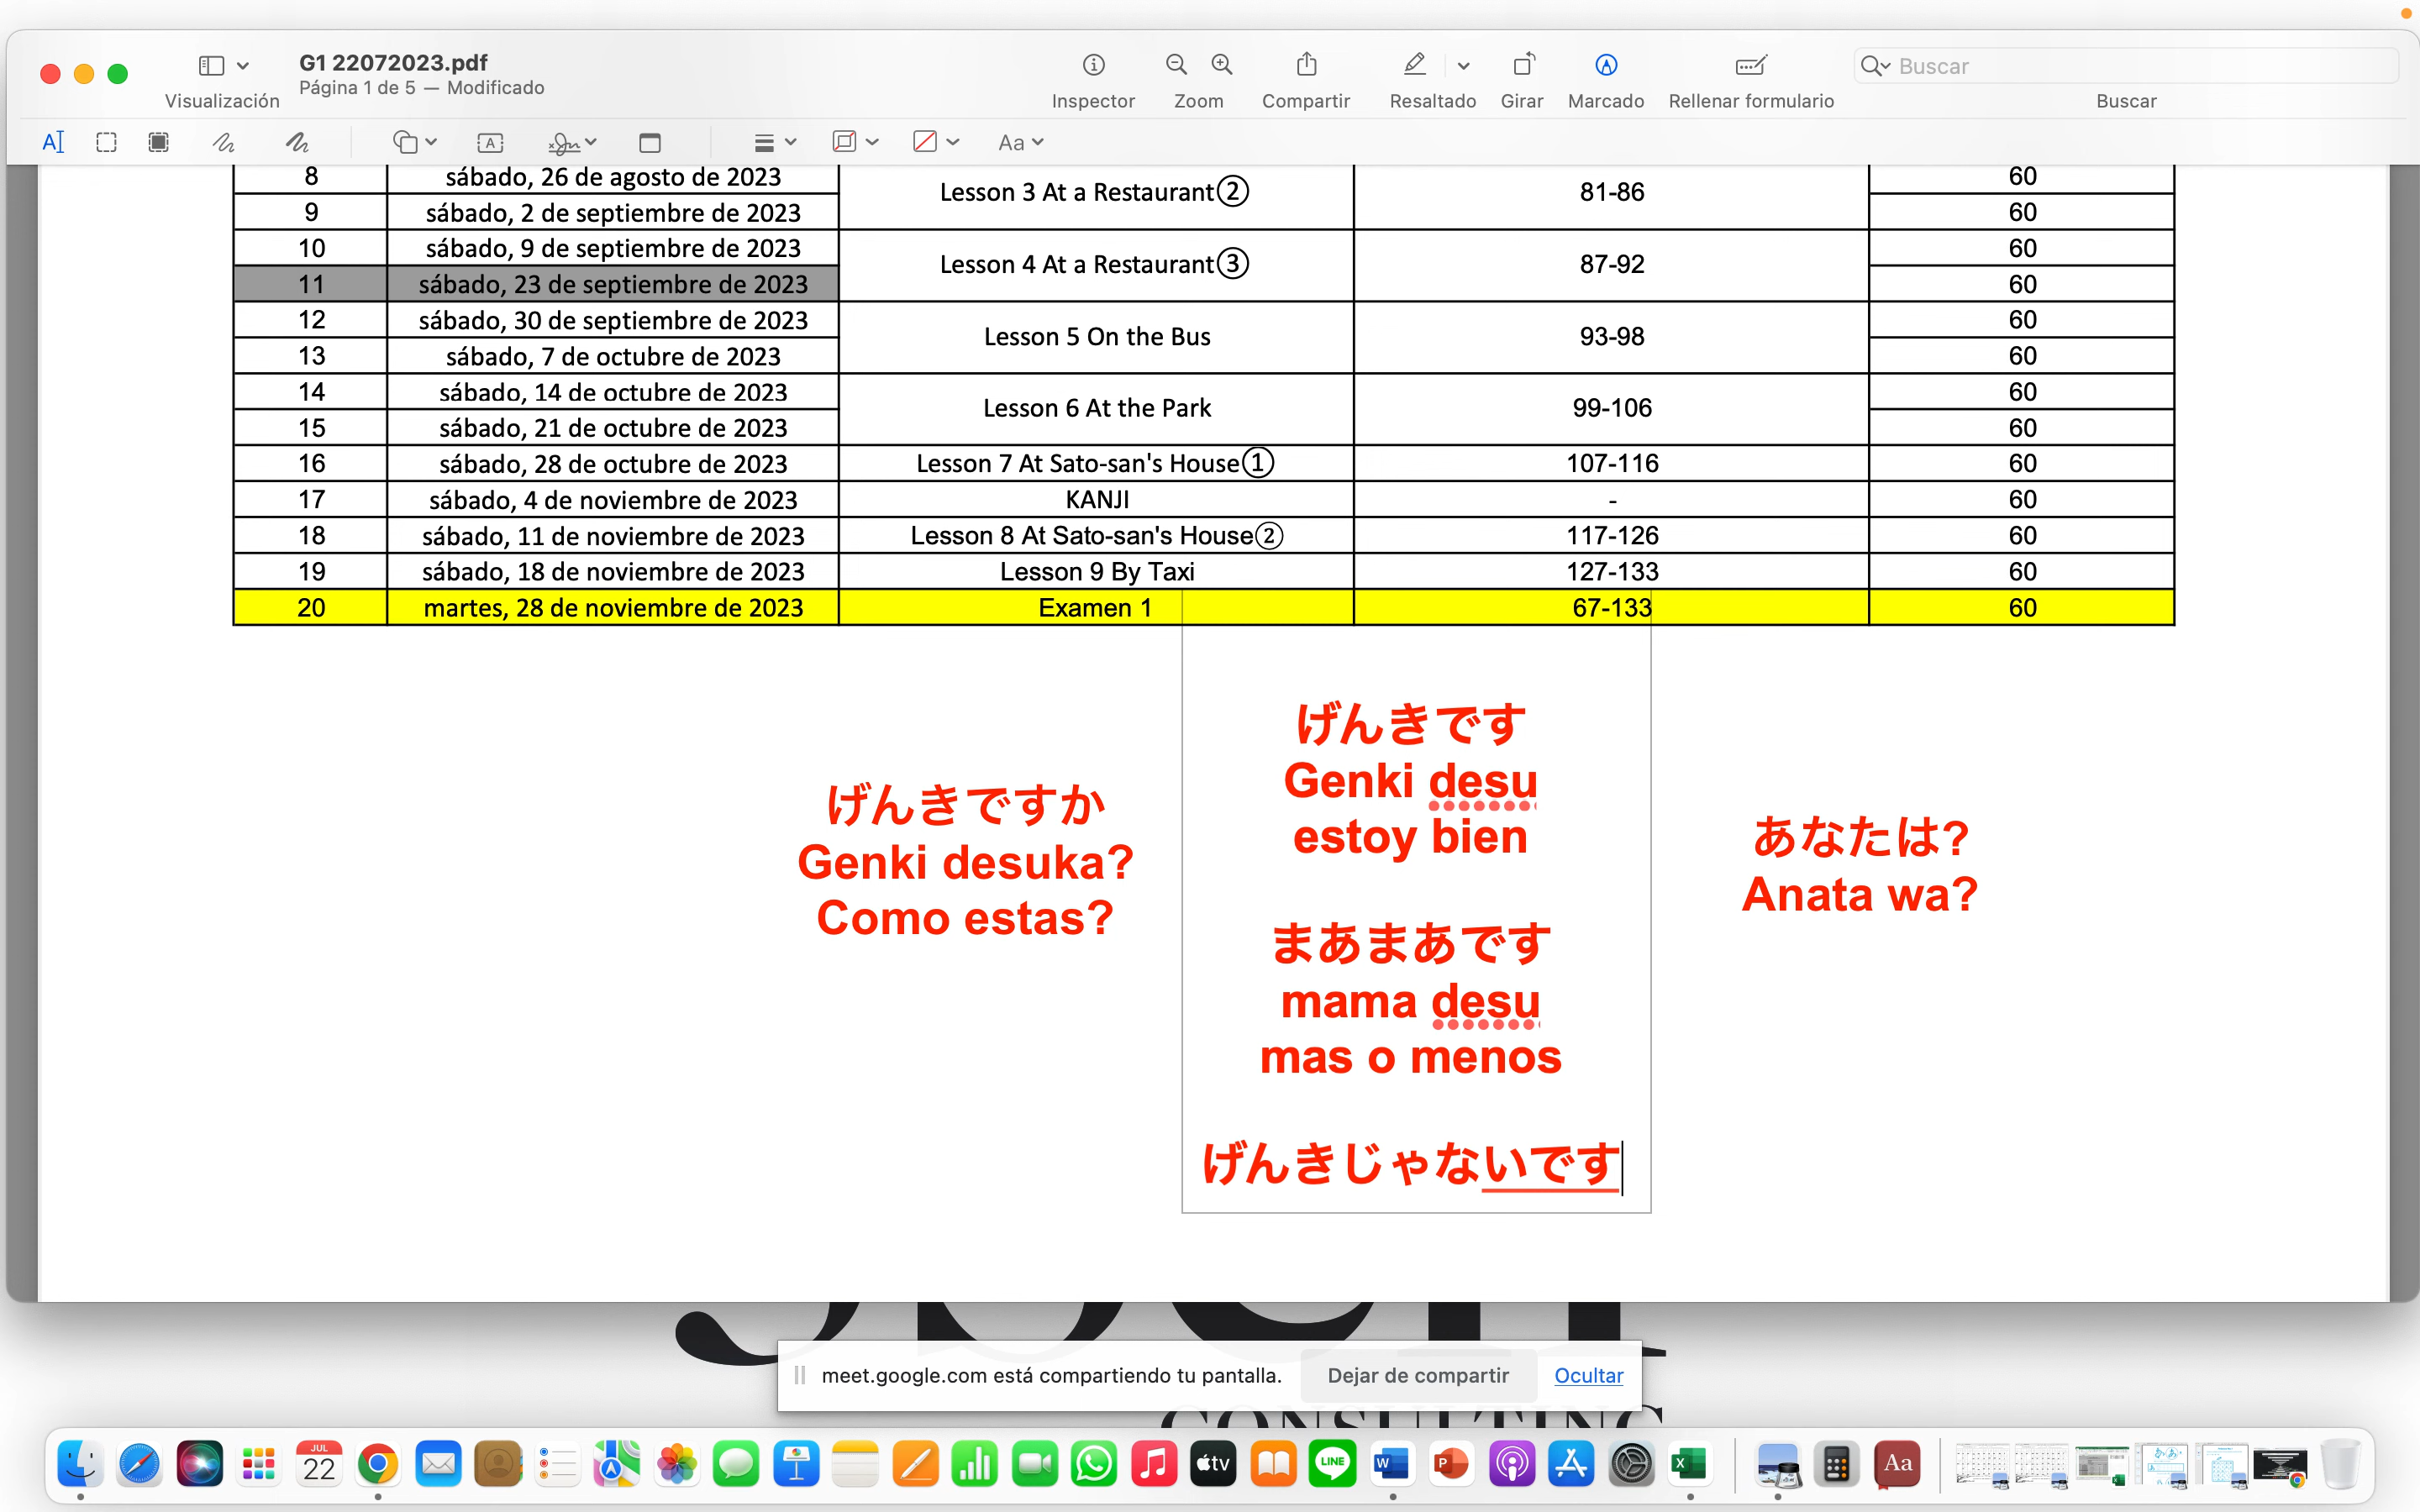 G1 22072023.pdf
Página 1 de 5 — Modificado
Visualización
Inspector
Zoom
Compartir
Resaltado
Girar
Marcado
Rellenar formulario
Buscar
Buscar
A
A
Aa
8 sábado, 26 de agosto de 2023 Lesson 3 At a Restaurant② 81-86 60
9 sábado, 2 de septiembre de 2023 60
10 sábado, 9 de septiembre de 2023 Lesson 4 At a Restaurant③ 87-92 60
11 sábado, 23 de septiembre de 2023 60
12 sábado, 30 de septiembre de 2023 Lesson 5 On the Bus 93-98 60
13 sábado, 7 de octubre de 2023 60
14 sábado, 14 de octubre de 2023 Lesson 6 At the Park 99-106 60
15 sábado, 21 de octubre de 2023 60
16 sábado, 28 de octubre de 2023 Lesson 7 At Sato-san's House① 107-116 60
17 sábado, 4 de noviembre de 2023 KANJI - 60
18 sábado, 11 de noviembre de 2023 Lesson 8 At Sato-san's House② 117-126 60
19 sábado, 18 de noviembre de 2023 Lesson 9 By Taxi 127-133 60
20 martes, 28 de noviembre de 2023 Examen 1 67-133 60
げんきですか
Genki desuka?
Como estas?
げんきです
Genki desu
estoy bien
まあまあです
mama desu
mas o menos
げんきじゃないです
あなたは?
Anata wa?
meet.google.com está compartiendo tu pantalla.
Dejar de compartir
Ocultar
CONSULTING
JUL
22
tv
LINE
W
P
X
Aa